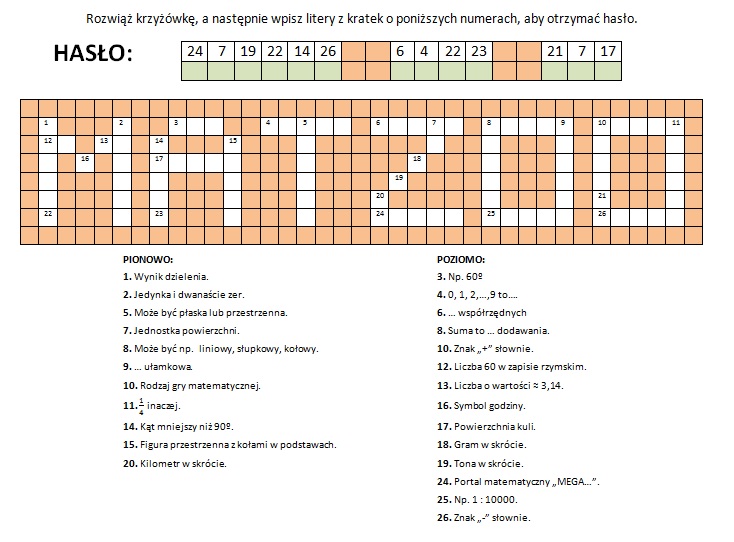 Rozwiąż krzyżówkę, a następnie wpisz litery z kratek o poniższych numerach, aby otrzymać hasło.
HASŁO:
24 7 19 22 14 26 6 4 22 23 21 7 17
1 2 3 4 5 6 7 8 9 10 11
12 13 14 15
16 17 18
19
20 21
22 23 24 25 26
PIONOWO:
1. Wynik dzielenia.
2. Jedynka i dwanaście zer.
5. Może być płaska lub przestrzenna.
7. Jednostka powierzchni.
8. Może być np. liniowy, słupkowy, kołowy.
9. ... ułamkowa.
10. Rodzaj gry matematycznej.
11. 1/4 inaczej.
14. Kąt mniejszy niż 90º.
15. Figura przestrzenna z kołami w podstawach.
20. Kilometr w skrócie.
POZIOMO:
3. Np. 60º
4. 0, 1, 2,...,9 to....
6. ... współrzędnych
8. Suma to ... dodawania.
10. Znak „+” słownie.
12. Liczba 60 w zapisie rzymskim.
13. Liczba o wartości ≈ 3,14.
16. Symbol godziny.
17. Powierzchnia kuli.
18. Gram w skrócie.
19. Tona w skrócie.
24. Portal matematyczny „MEGA...”.
25. Np. 1 : 10000.
26. Znak „-” słownie.